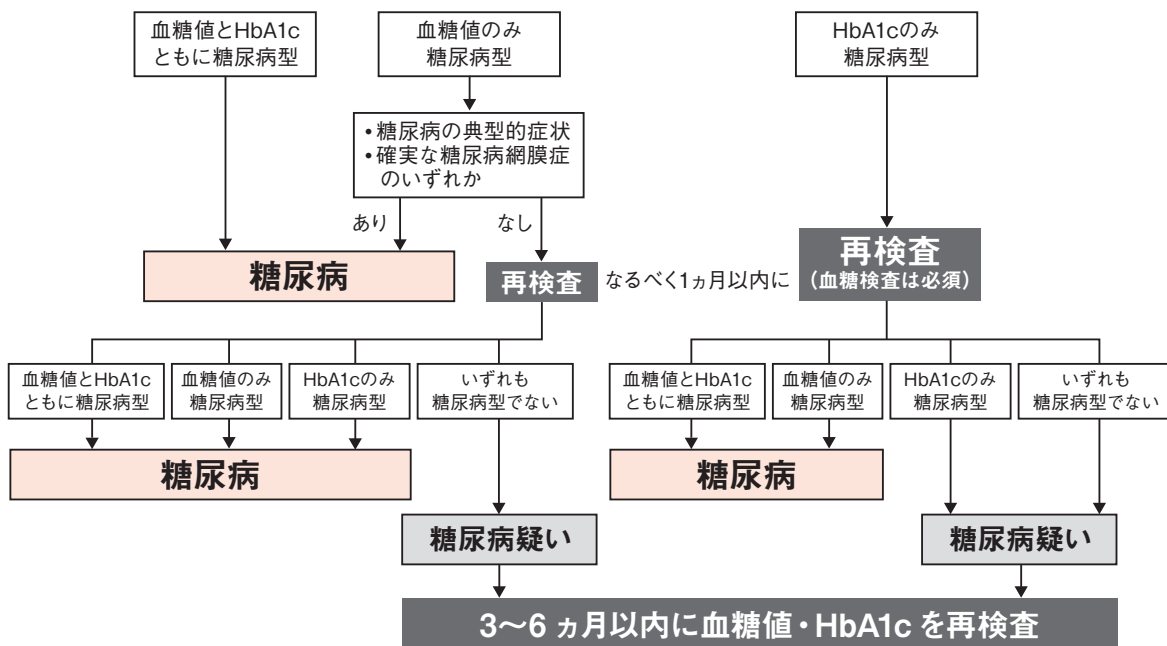 血糖値とHbA1c
ともに糖尿病型
血糖値のみ
糖尿病型
HbA1cのみ
糖尿病型
•糖尿病の典型的症状
•確実な糖尿病網膜症
のいずれか
あり
なし
糖尿病
再検査
なるべく1ヵ月以内に
再検査
（血糖検査は必須）
血糖値とHbA1c
ともに糖尿病型
血糖値のみ
糖尿病型
HbA1cのみ
糖尿病型
いずれも
糖尿病型でない
血糖値とHbA1c
ともに糖尿病型
血糖値のみ
糖尿病型
HbA1cのみ
糖尿病型
いずれも
糖尿病型でない
糖尿病
糖尿病
糖尿病疑い
糖尿病疑い
3〜6 ヵ月以内に血糖値・HbA1c を再検査